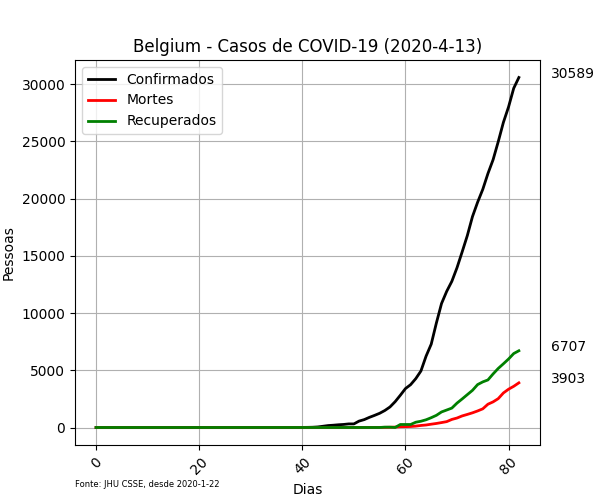 Belgium - Casos de COVID-19 (2020-4-13)
Confirmados
Mortes
Recuperados
30589
6707
3903
30000
25000
20000
15000
10000
5000
0
Pessoas
0
20
40
60
80
Dias
Fonte: JHU CSSE, desde 2020-1-22